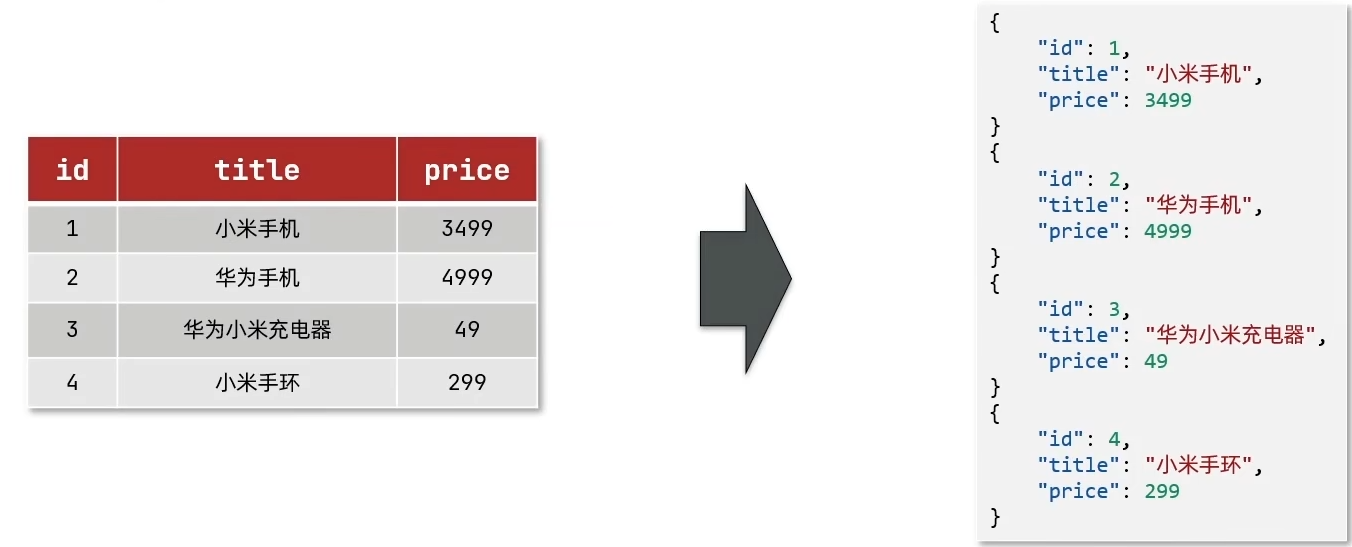 id title price
1 小米手机 3499
2 华为手机 4999
3 华为小米充电器 49
4 小米手环 299
{
"id": 1,
"title": "小米手机",
"price": 3499
}
{
"id": 2,
"title": "华为手机",
"price": 4999
}
{
"id": 3,
"title": "华为小米充电器",
"price": 49
}
{
"id": 4,
"title": "小米手环",
"price": 299
}